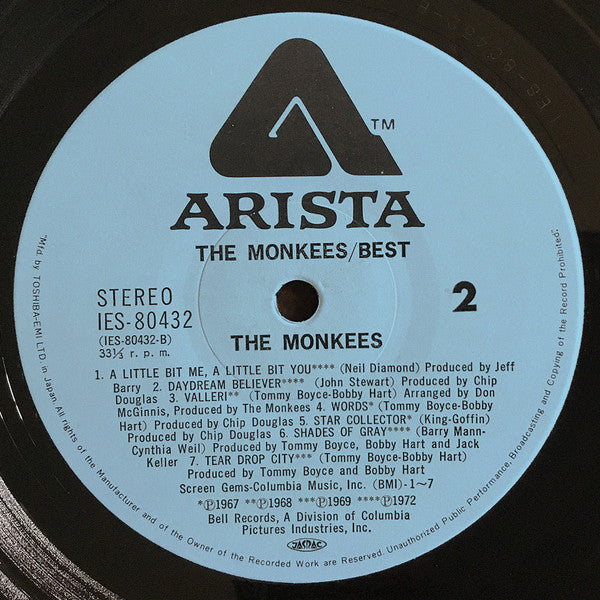 TM
ARISTA
THE MONKEES/BEST
STEREO
IES-80432
(IES-80432-B)
33⅓ r. p. m.
2
THE MONKEES
1. A LITTLE BIT ME, A LITTLE BIT YOU**** (Neil Diamond) Produced by Jeff
Barry 2. DAYDREAM BELIEVER**** (John Stewart) Produced by Chip
Douglas 3. VALLERI** (Tommy Boyce-Bobby Hart) Arranged by Don
McGinnis, Produced by The Monkees 4. WORDS* (Tommy Boyce-Bobby
Hart) Produced by Chip Douglas 5. STAR COLLECTOR* (King-Goffin)
Produced by Chip Douglas 6. SHADES OF GRAY**** (Barry Mann-
Cynthia Weil) Produced by Tommy Boyce, Bobby Hart and Jack
Keller 7. TEAR DROP CITY*** (Tommy Boyce-Bobby Hart)
Produced by Tommy Boyce and Bobby Hart
Screen Gems-Columbia Music, Inc. (BMI)-1~7
*℗1967 **℗1968 ***℗1969 ****℗1972
Bell Records, A Division of Columbia
Pictures Industries, Inc.
JASRAC
"Mfd. by TOSHIBA-EMI LTD. in Japan. All rights of the Manufacturer and of the Owner of the Recorded Work are Reserved. Unauthorized Public Performance, Broadcasting and Copying of the Record Prohibited."